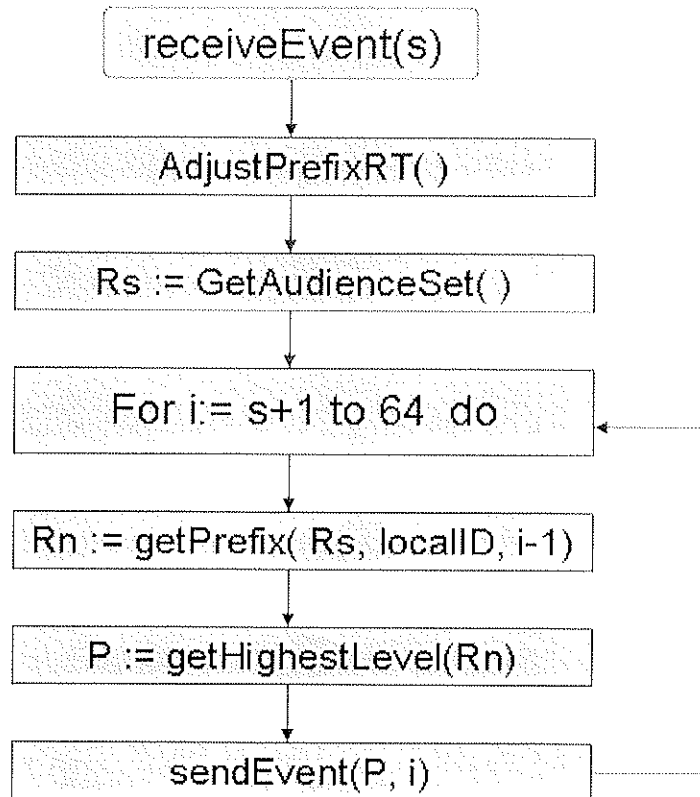 receiveEvent(s)
AdjustPrefixRT( )
Rs := GetAudienceSet( )
For i:= s+1 to 64 do
Rn := getPrefix( Rs, localID, i-1)
P := getHighestLevel(Rn)
sendEvent(P, i)